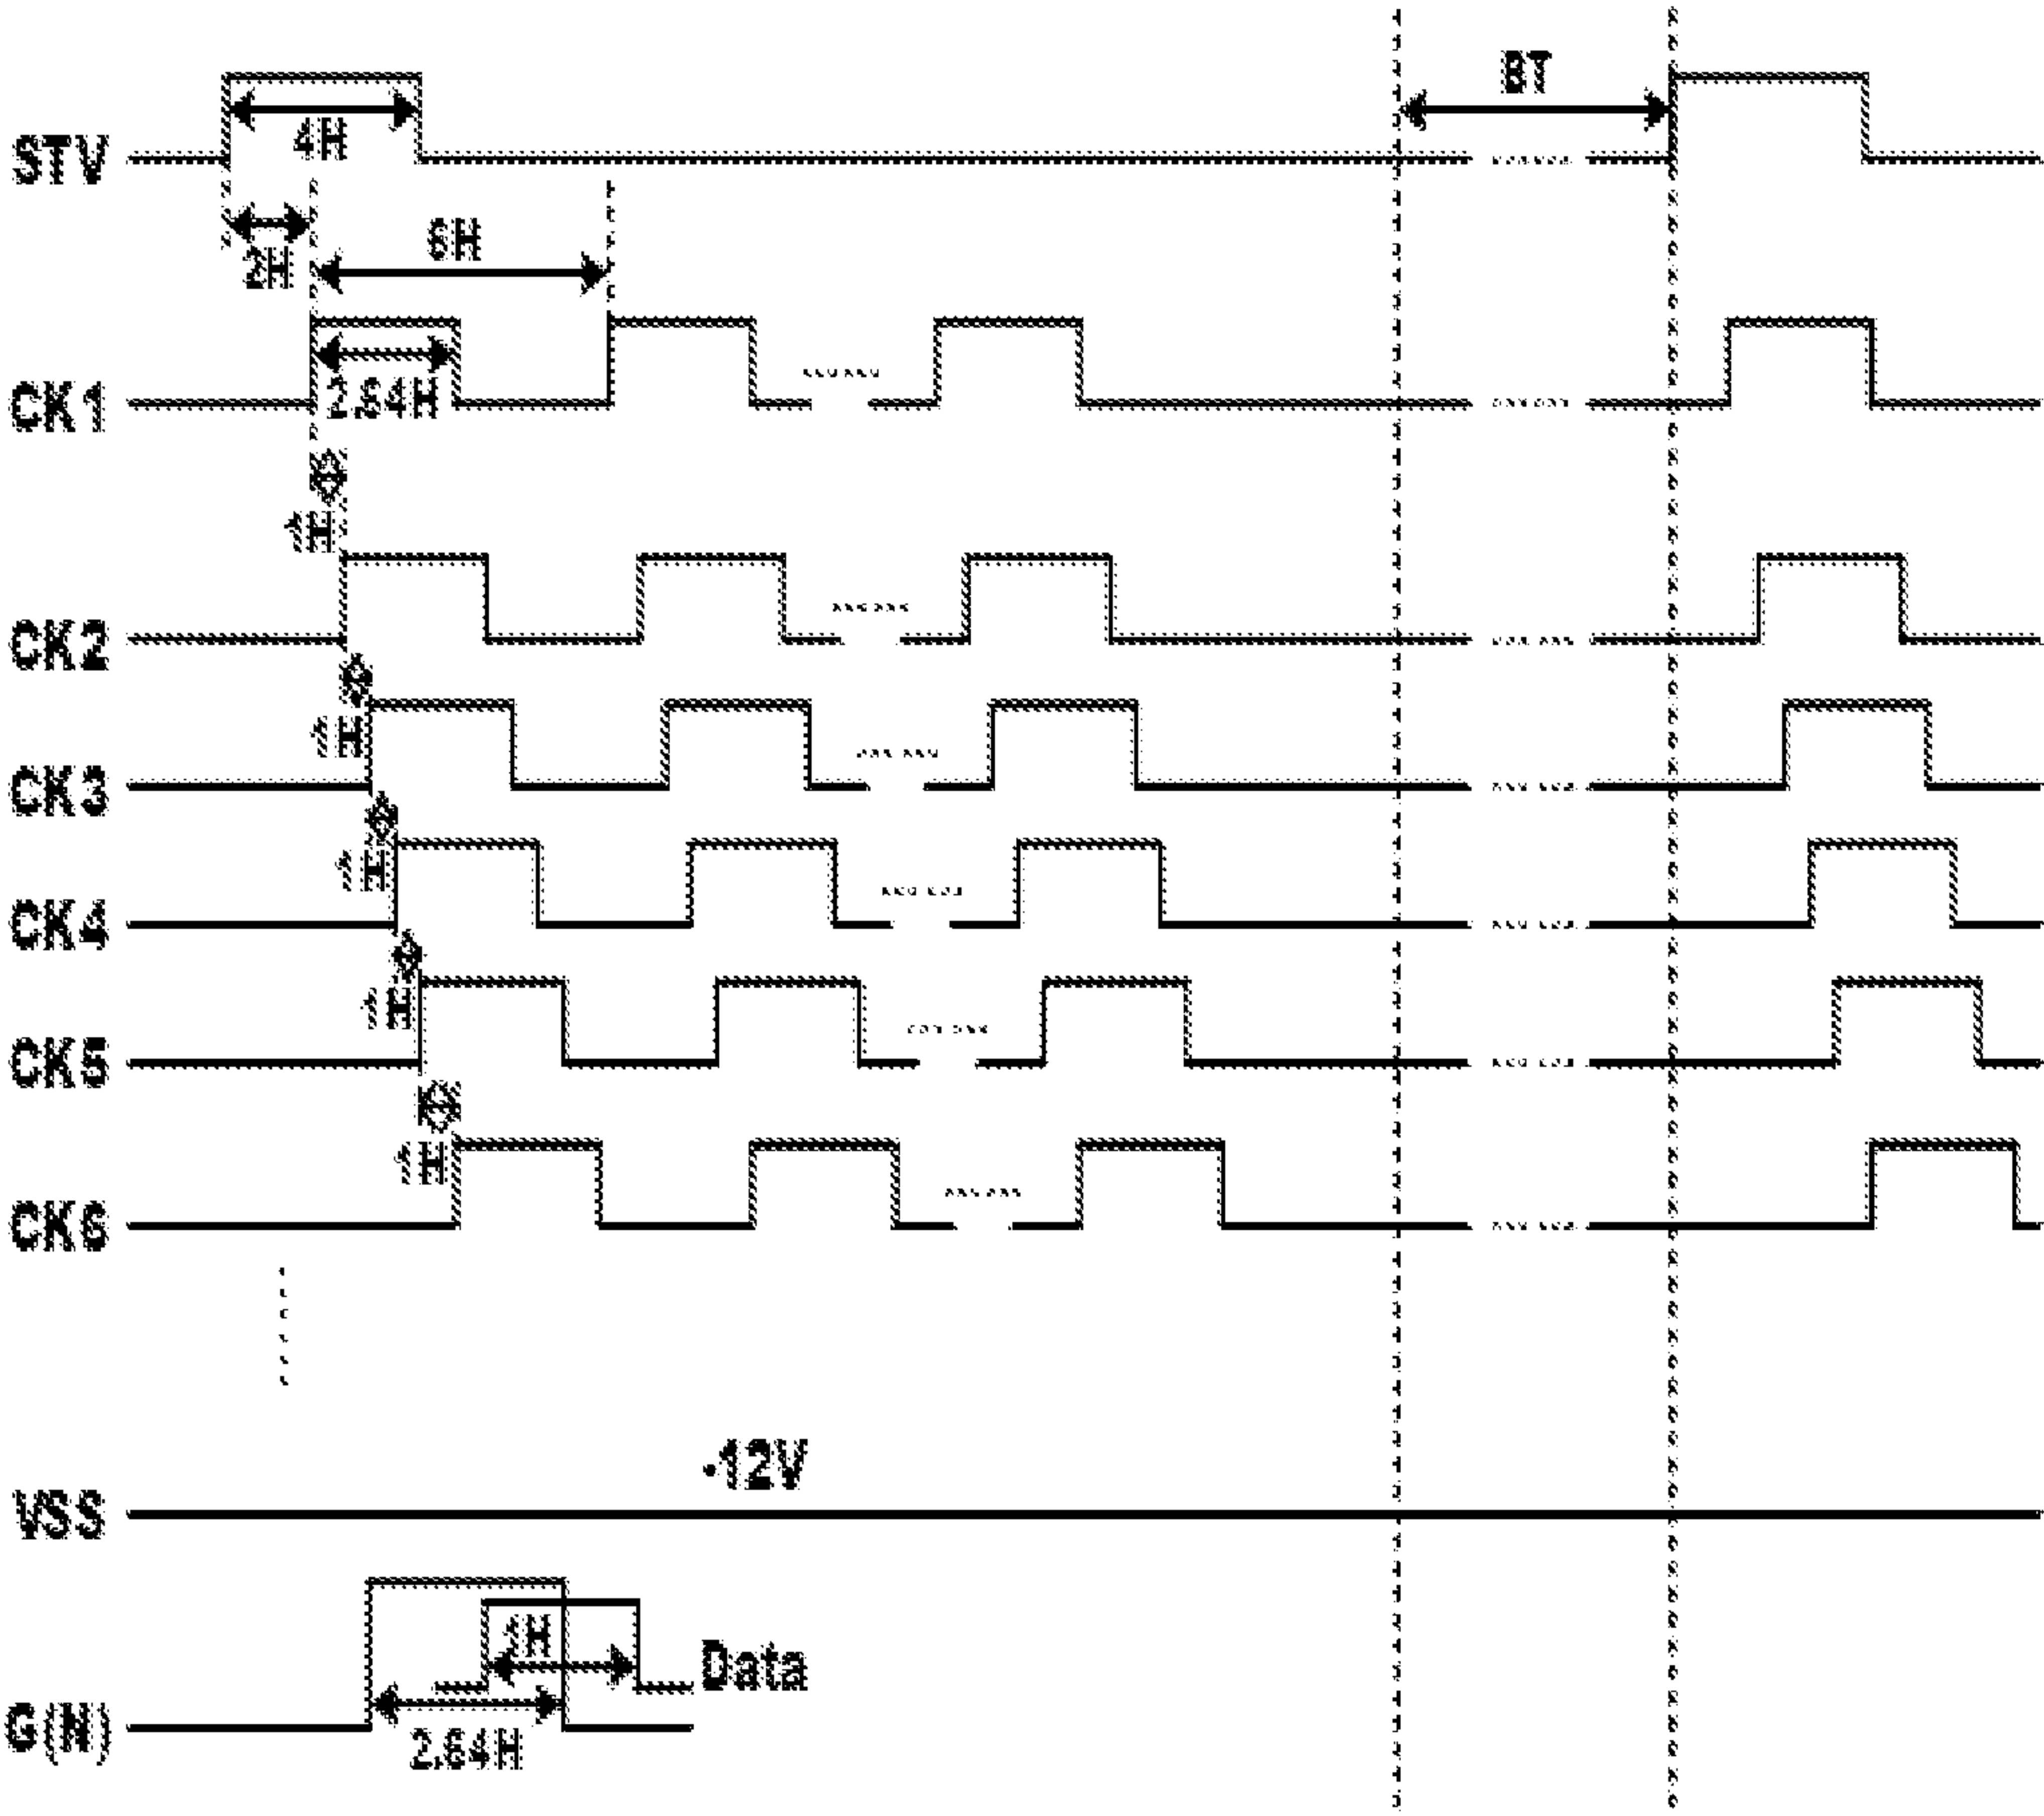 BT
STV
4H
2H
6H
CK1
2.64H
1H
CK2
1H
CK3
1H
CK4
1H
CK5
1H
CK6
-12V
VSS
1H
Data
G(N)
2.64H